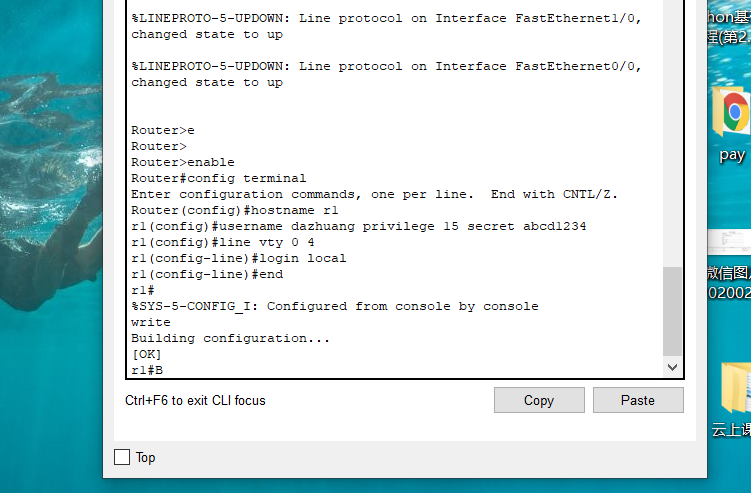 %LINEPROTO-5-UPDOWN: Line protocol on Interface FastEthernet1/0,
changed state to up
%LINEPROTO-5-UPDOWN: Line protocol on Interface FastEthernet0/0,
changed state to up
Router>e
Router>
Router>enable
Router#config terminal
Enter configuration commands, one per line.  End with CNTL/Z.
Router(config)#hostname r1
r1(config)#username dazhuang privilege 15 secret abcd1234
r1(config)#line vty 0 4
r1(config-line)#login local
r1(config-line)#end
r1#
%SYS-5-CONFIG_I: Configured from console by console
write
Building configuration...
[OK]
r1#B
Ctrl+F6 to exit CLI focus
Copy
Paste
Top
hon基
程(第2.
pay
微信图
02002
云上课